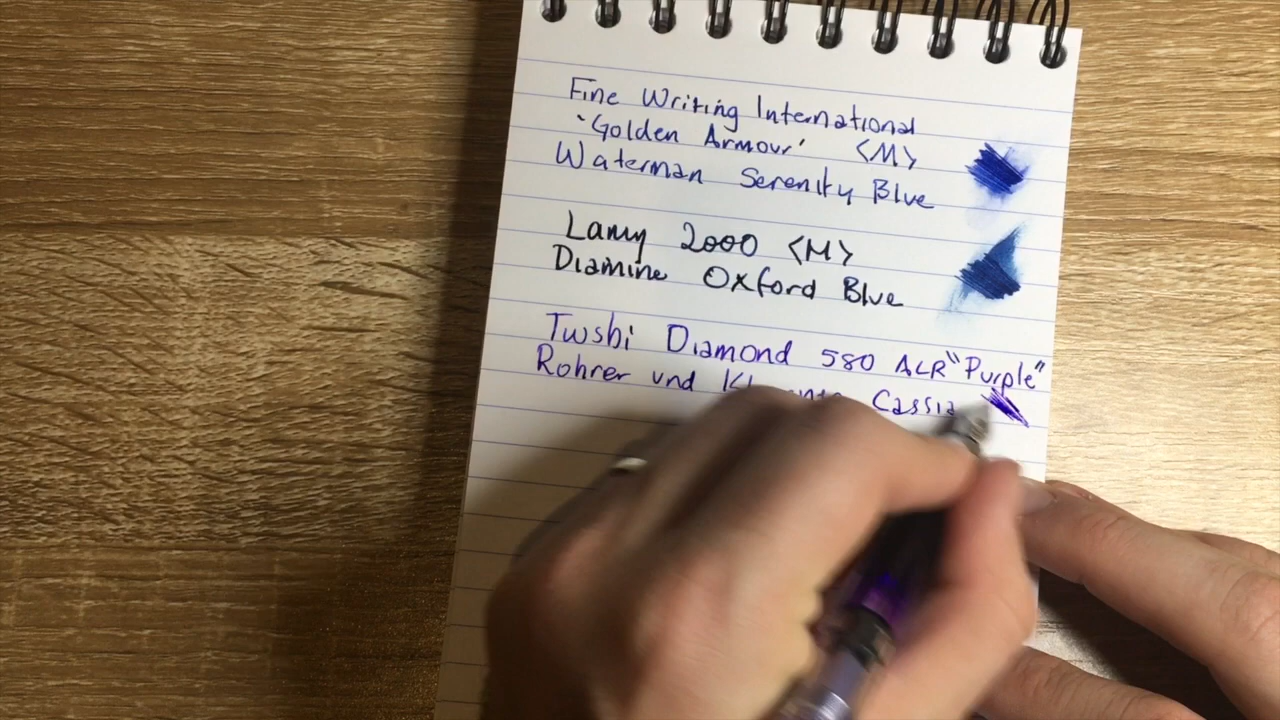 Fine Writing International
'Golden Armour' <M>
Waterman Serenity Blue
Lamy 2000 <M>
Diamine Oxford Blue
Twsbi Diamond 580 ALR "Purple"
Rohrer und Cassia